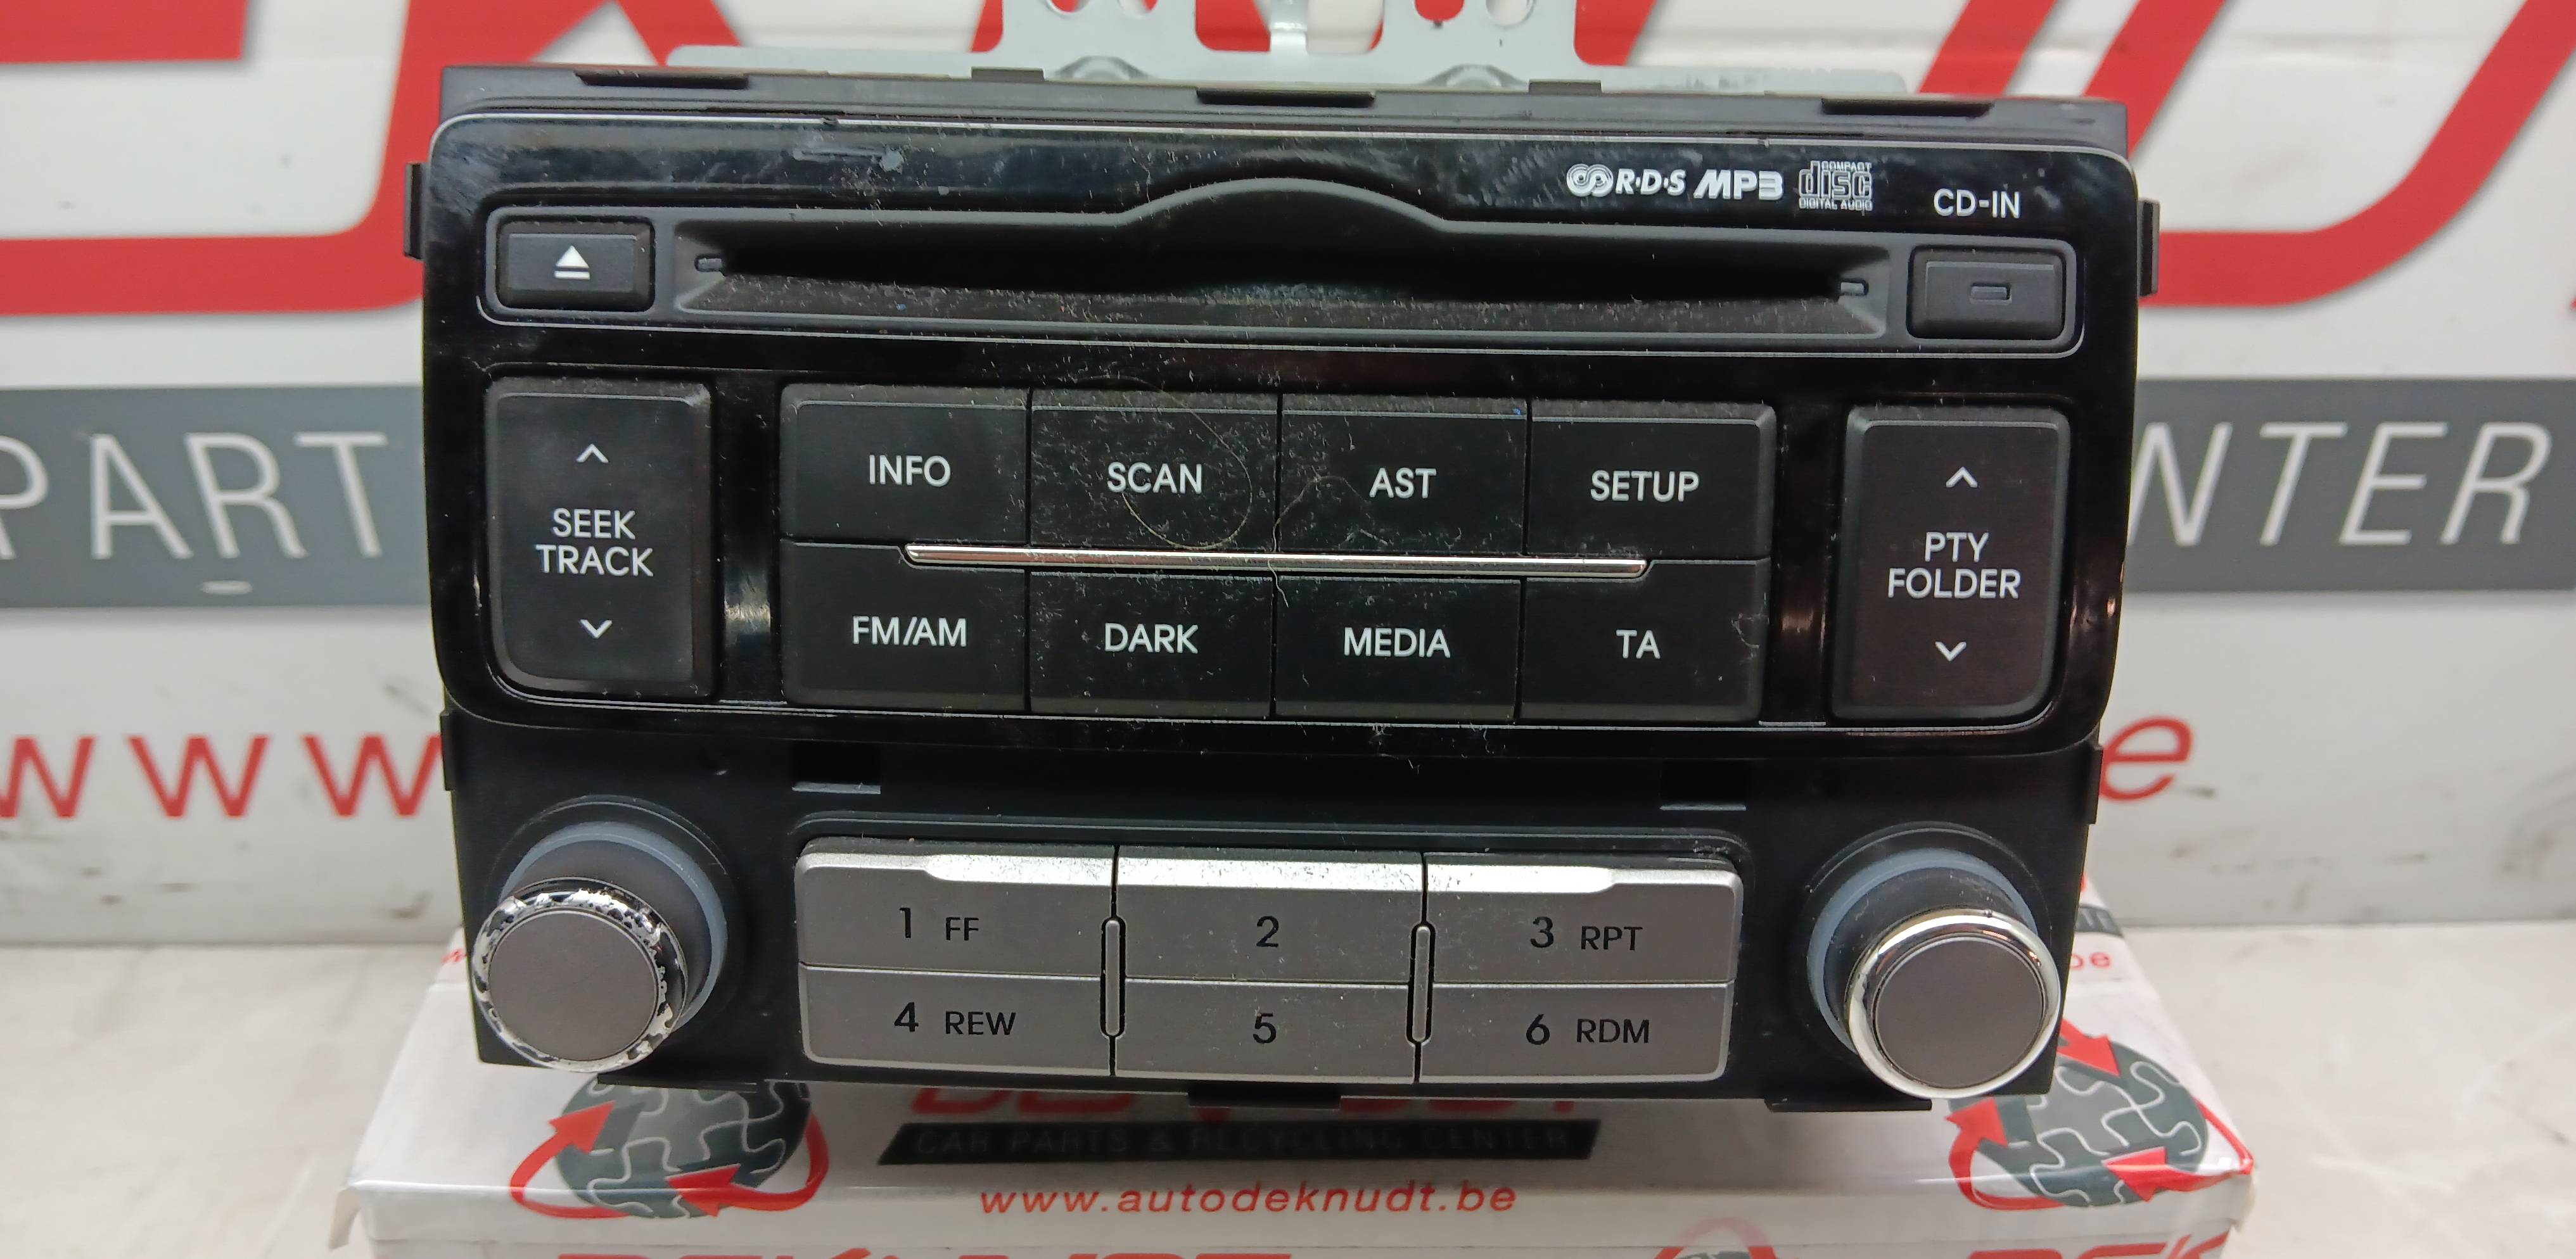 R·D·S MP3 COMPACT disc DIGITAL AUDIO CD-IN
PART
INFO SCAN AST SETUP
NTER
SEEK
TRACK
PTY
FOLDER
FM/AM DARK MEDIA TA
www
e
1 FF 2 3 RPT
4 REW 5 6 RDM
be
CAR PARTS & RECYCLING CENTER
www.autodeknudt.be